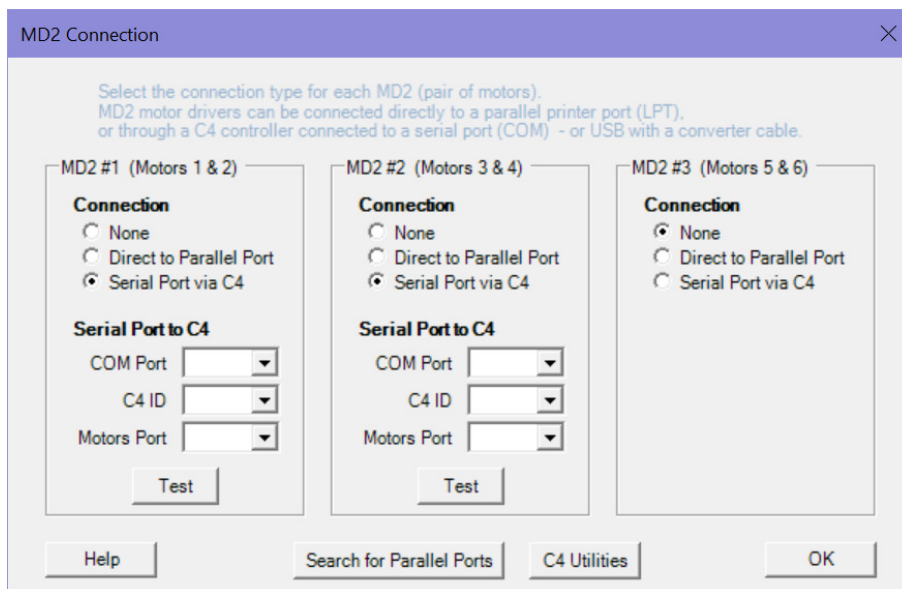 MD2 Connection
Select the connection type for each MD2 (pair of motors).
MD2 motor drivers can be connected directly to a parallel printer port (LPT),
or through a C4 controller connected to a serial port (COM) - or USB with a converter cable.
MD2 #1 (Motors 1 & 2)
Connection
None
Direct to Parallel Port
Serial Port via C4
Serial Port to C4
COM Port
C4 ID
Motors Port
Test
MD2 #2 (Motors 3 & 4)
Connection
None
Direct to Parallel Port
Serial Port via C4
Serial Port to C4
COM Port
C4 ID
Motors Port
Test
MD2 #3 (Motors 5 & 6)
Connection
None
Direct to Parallel Port
Serial Port via C4
Help
Search for Parallel Ports
C4 Utilities
OK